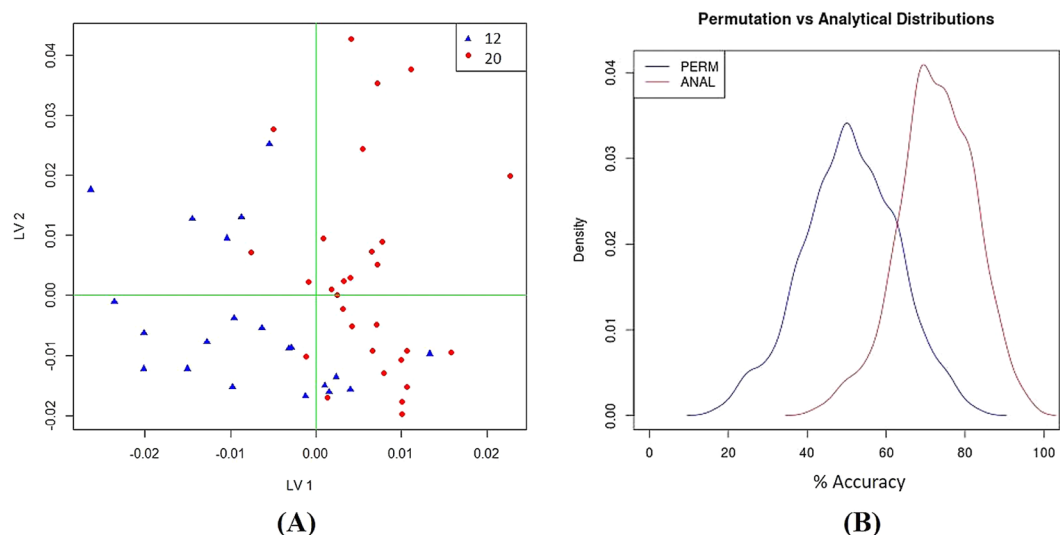 12
20
0.04
0.03
0.02
0.01
0.00
-0.01
-0.02
LV 2
-0.02
-0.01
0.00
0.01
0.02
LV 1
(A)
Permutation vs Analytical Distributions
PERM
ANAL
0.04
0.03
0.02
0.01
0.00
Density
0
20
40
60
80
100
% Accuracy
(B)